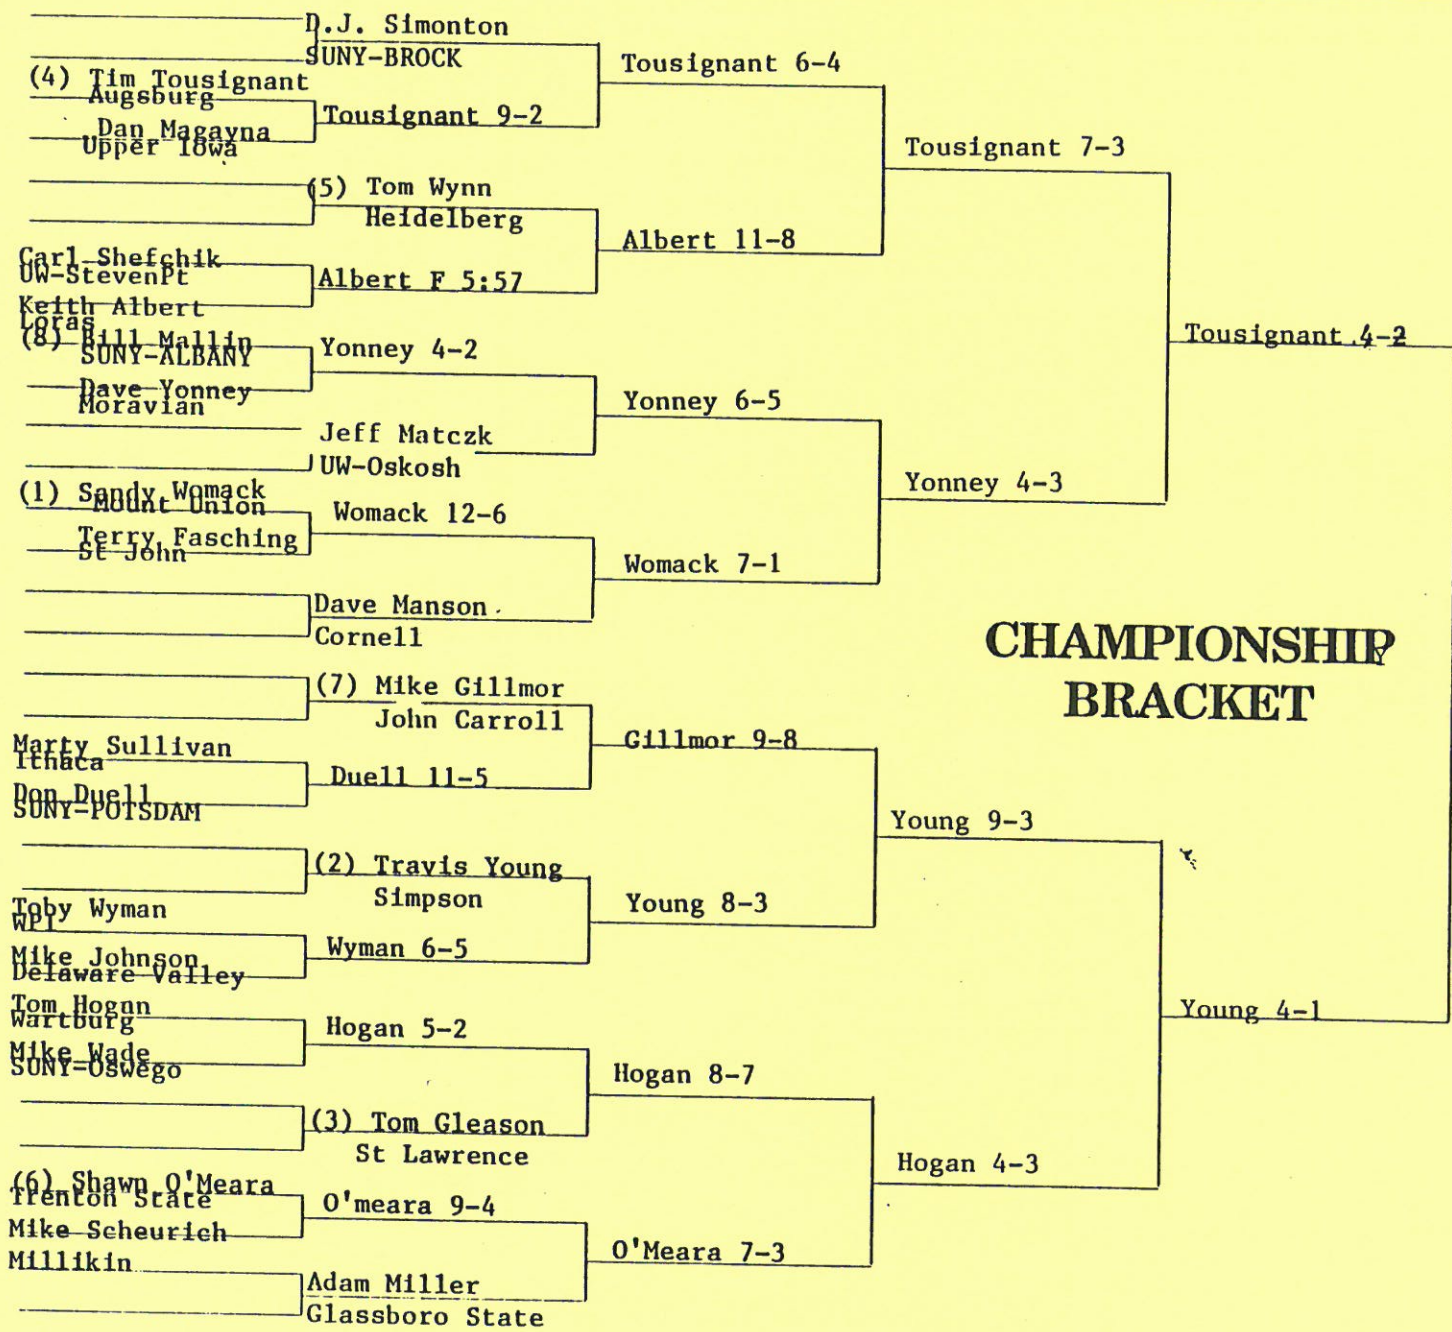 D.J. Simonton
SUNY-BROCK
(4) Tim Tousignant
Augsburg
Dan Magayna
Upper Iowa
Tousignant 9-2
Tousignant 6-4
(5) Tom Wynn
Heidelberg
Carl Shefchik
UW-StevenPt
Keith Albert
Loras
Albert F 5:57
Albert 11-8
Tousignant 7-3
(8) Bill Mallin
SUNY-ALBANY
Dave Yonney
Moravian
Yonney 4-2
Jeff Matczk
UW-Oskosh
Yonney 6-5
(1) Sandy Womack
Mount Union
Terry Fasching
St John
Womack 12-6
Dave Manson
Cornell
Womack 7-1
Yonney 4-3
Tousignant 4-2
CHAMPIONSHIP
BRACKET
(7) Mike Gillmor
John Carroll
Marty Sullivan
Ithaca
Don Duell
SUNY-POTSDAM
Duell 11-5
Gillmor 9-8
(2) Travis Young
Simpson
Toby Wyman
WPI
Mike Johnson
Delaware Valley
Wyman 6-5
Young 8-3
Young 9-3
Tom Hognn
Wartburg
Mike Wade
SUNY-Oswego
Hogan 5-2
(3) Tom Gleason
St Lawrence
Hogan 8-7
(6) Shawn O'Meara
Trenton State
Mike Scheurich
Millikin
O'meara 9-4
Adam Miller
Glassboro State
O'Meara 7-3
Hogan 4-3
Young 4-1